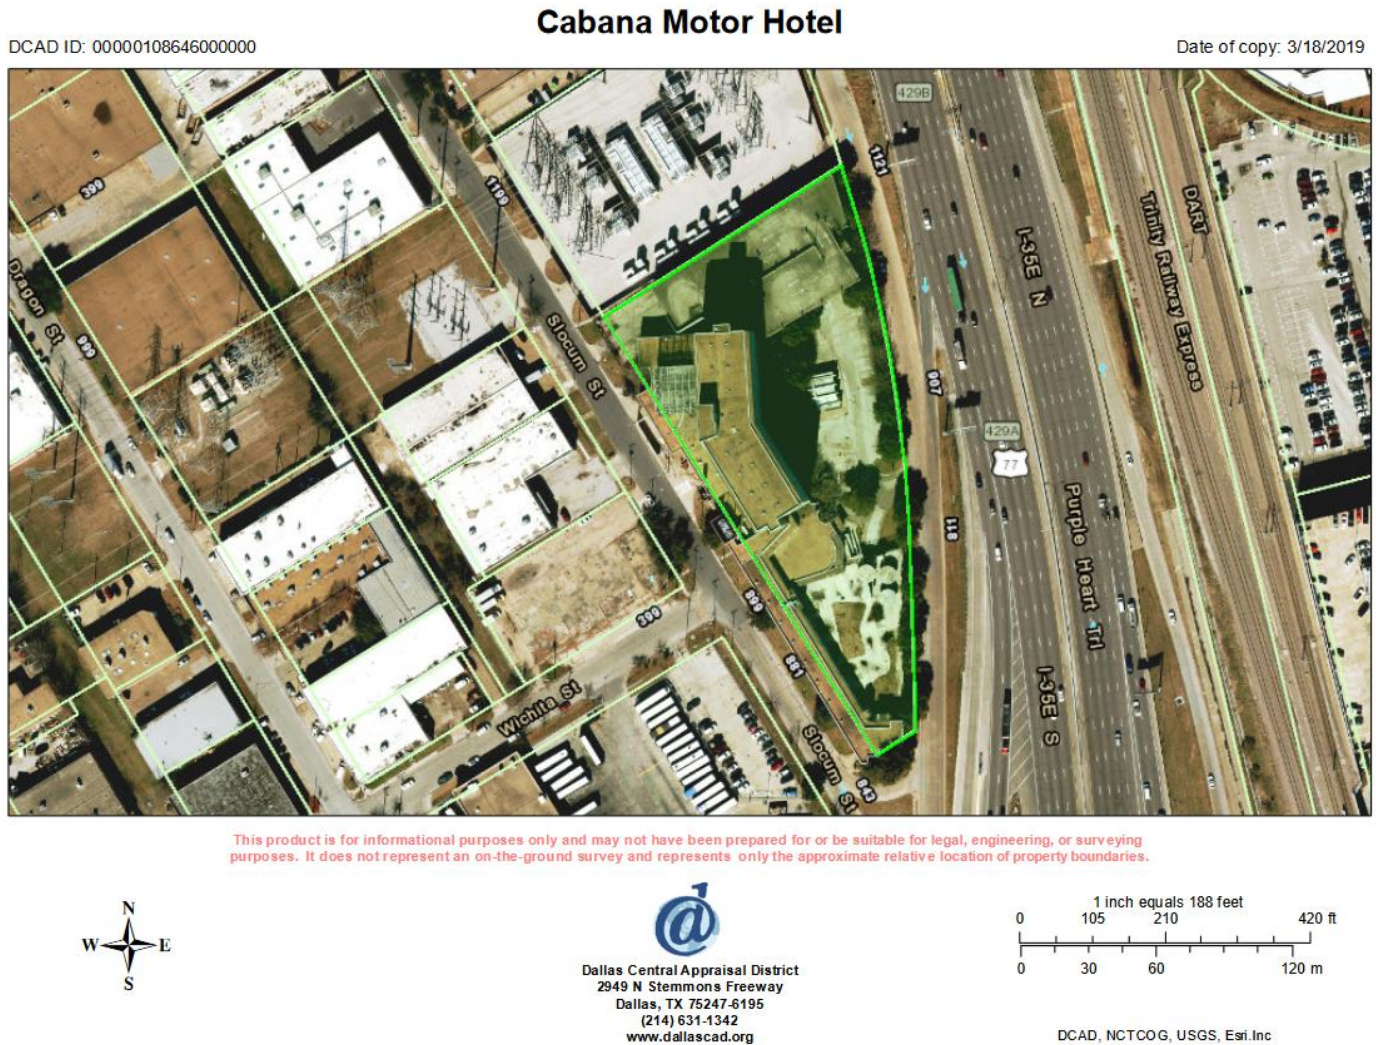 Cabana Motor Hotel
DCAD ID: 00000108646000000
Date of copy: 3/18/2019
429B
1121
399
1199
DART
Trinity Railway Express
I-35E N
Dragon St
999
Slocum St
907
429A
77
Purple Heart Trl
811
899
399
881
I-35E S
Wichita St
Slocum St
843
This product is for informational purposes only and may not have been prepared for or be suitable for legal, engineering, or surveying
purposes. It does not represent an on-the-ground survey and represents only the approximate relative location of property boundaries.
N
W E
S
d
Dallas Central Appraisal District
2949 N Stemmons Freeway
Dallas, TX 75247-6195
(214) 631-1342
www.dallascad.org
1 inch equals 188 feet
0 105 210 420 ft
0 30 60 120 m
DCAD, NCTCOG, USGS, Esri.Inc